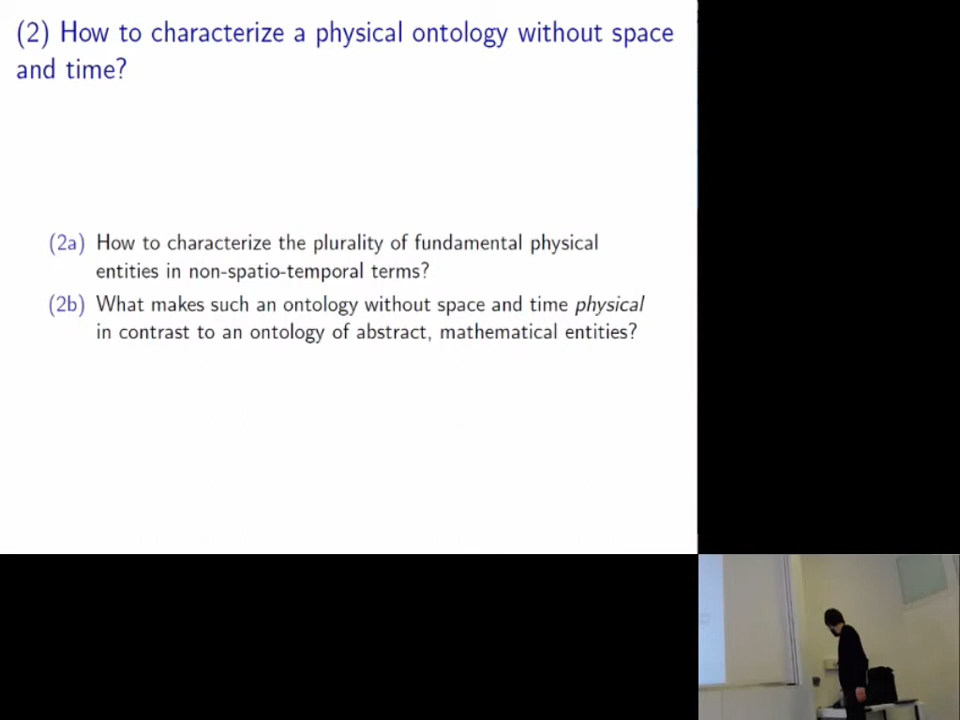 (2) How to characterize a physical ontology without space
and time?
(2a) How to characterize the plurality of fundamental physical
entities in non-spatio-temporal terms?
(2b) What makes such an ontology without space and time physical
in contrast to an ontology of abstract, mathematical entities?